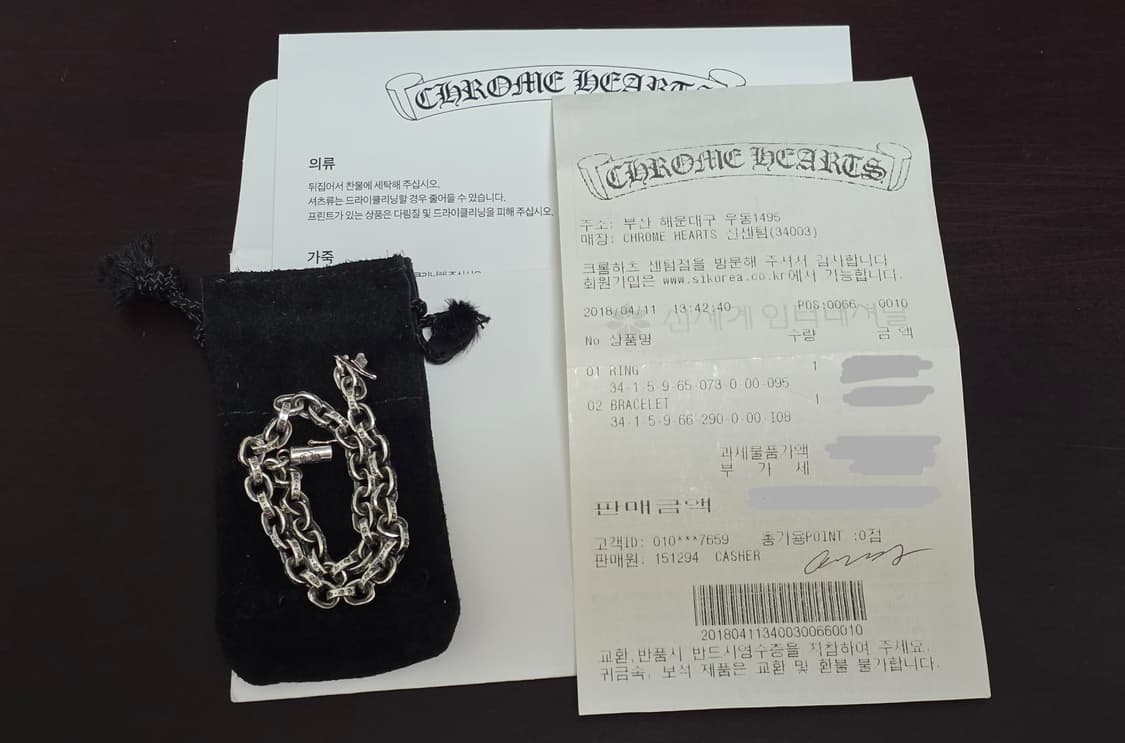 CHROME HEARTS
의류
뒤집어서 찬물에 세탁해 주십시오.
셔츠류는 드라이클리닝할 경우 줄어들 수 있습니다.
프린트가 있는 상품은 다림질 및 드라이클리닝을 피해 주십시오.
가죽
CHROME HEARTS
주소: 부산 해운대구 우동1495
매장: CHROME HEARTS 신센텀(34003)
크롬하츠 센텀점을 방문해 주셔서 감사합니다
회원가입은 www.sikorea.co.kr에서 가능합니다.
2018/04/11 13:42:40 POS:0066 0010
신세계 인터내셔날
No 상품명 수량 금액
01 RING 1
34-1-5-9-65-073-0-00-095
02 BRACELET 1
34-1-5-9-66-290-0-00-I08
과세물품가액
부 가 세
판매금액
고객ID: 010***7659 총가용POINT :0점
판매원. 151294 CASHER
201804113400300660010
교환,반품시 반드시영수증을 지참하여 주세요.
귀금속, 보석 제품은 교환 및 환불 불가합니다.